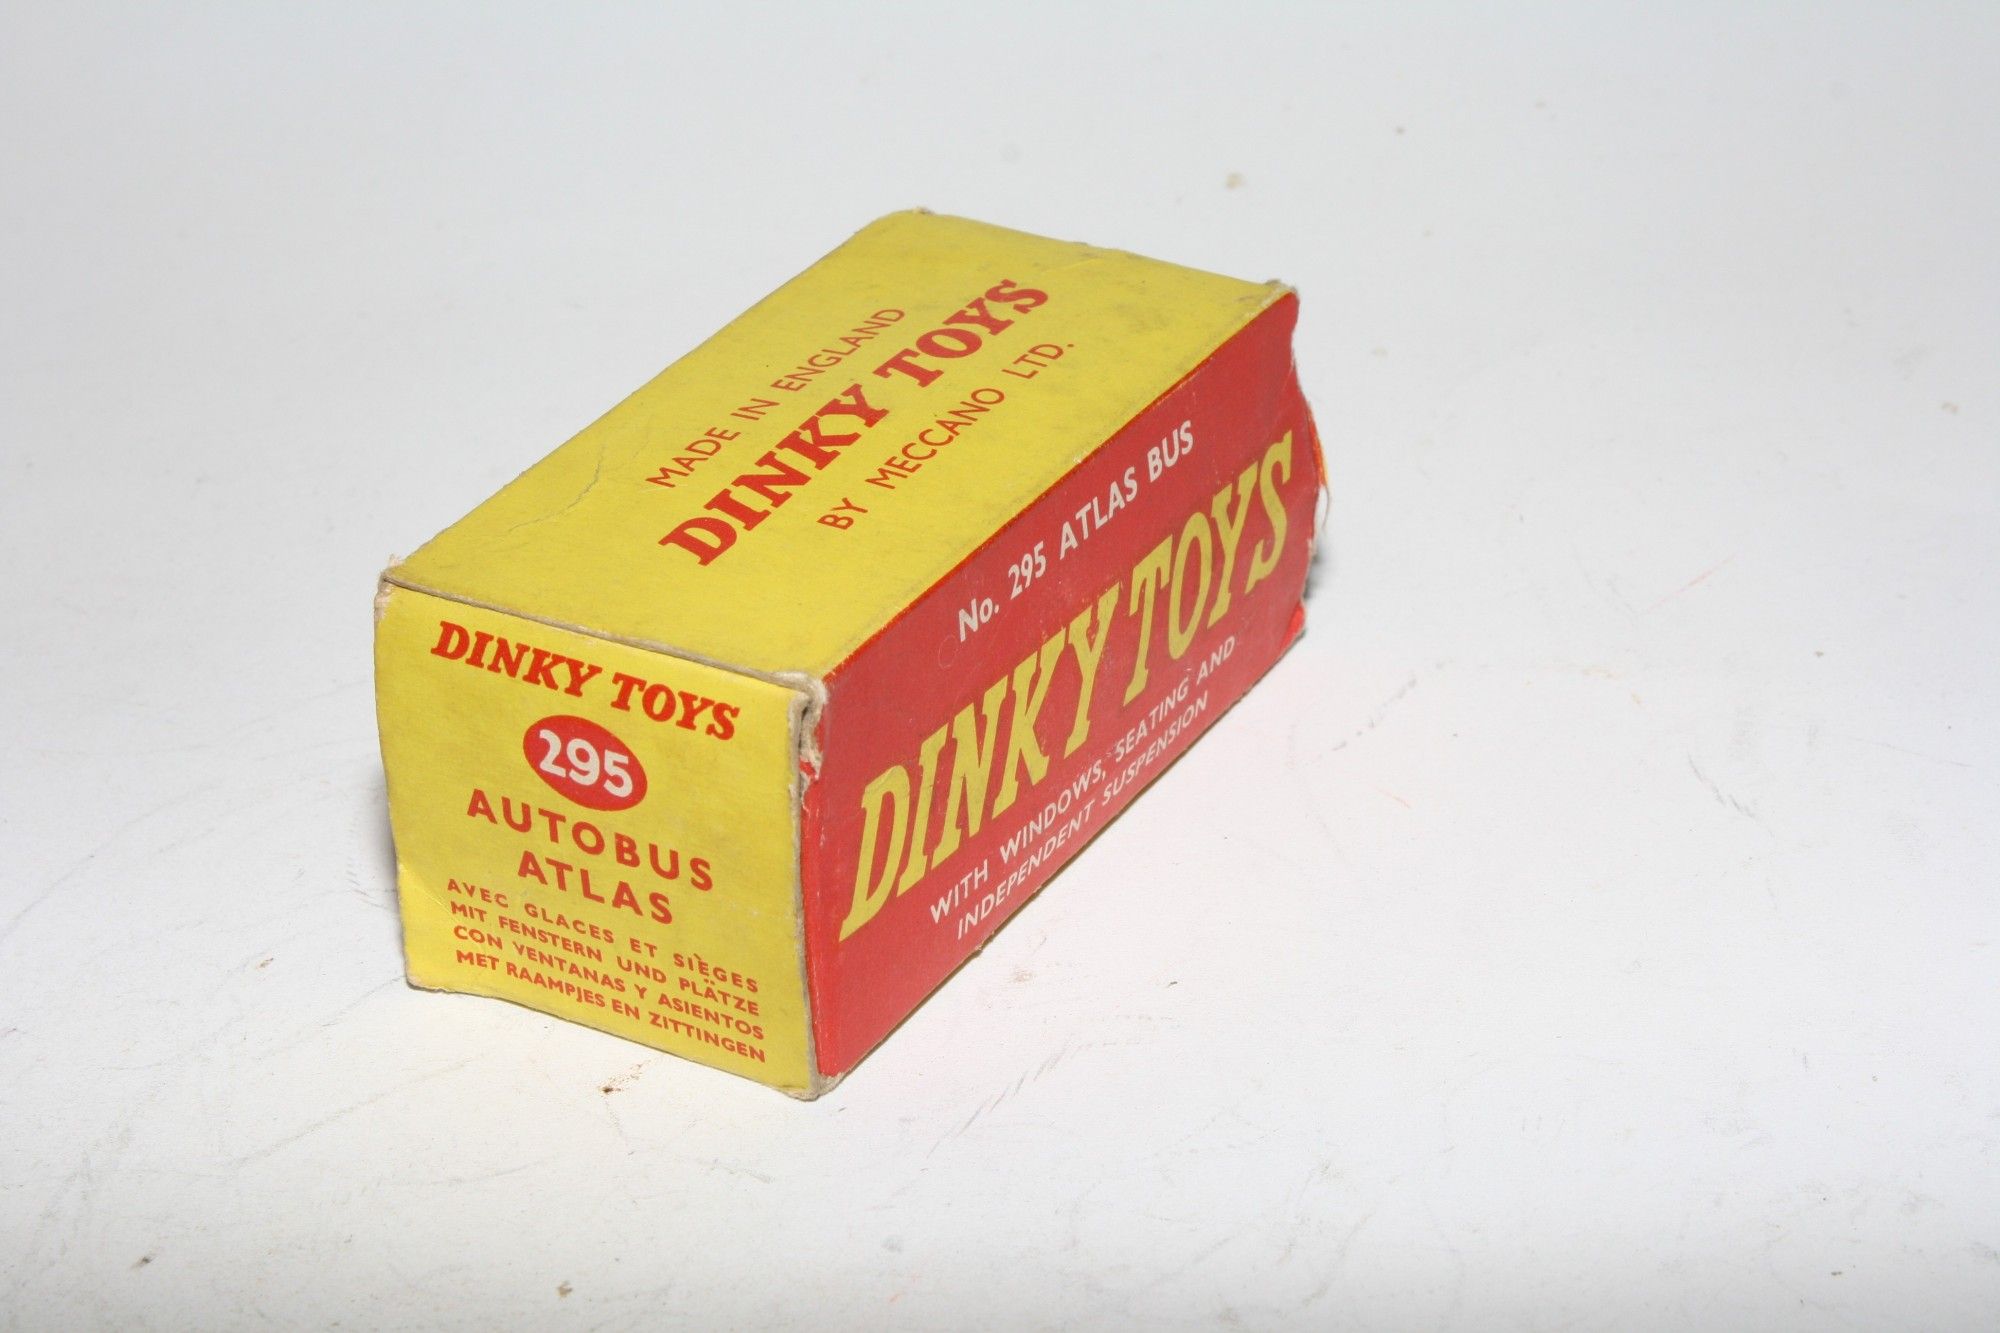 MADE IN ENGLAND
DINKY TOYS
BY MECCANO LTD.
DINKY TOYS
295
AUTOBUS
ATLAS
AVEC GLACES ET SIÈGES
MIT FENSTERN UND PLÄTZE
CON VENTANAS Y ASIENTOS
MET RAAMPJES EN ZITTINGEN
No. 295 ATLAS BUS
DINKY TOYS
WITH WINDOWS, SEATING AND
INDEPENDENT SUSPENSION